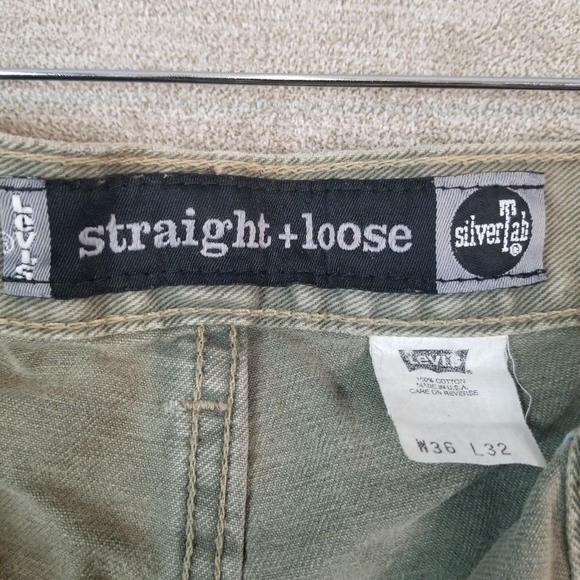 Levi's ®
straight + loose
silverTab ®
Levi's
100% COTTON
MADE IN U.S.A.
CARE ON REVERSE
W36 L32